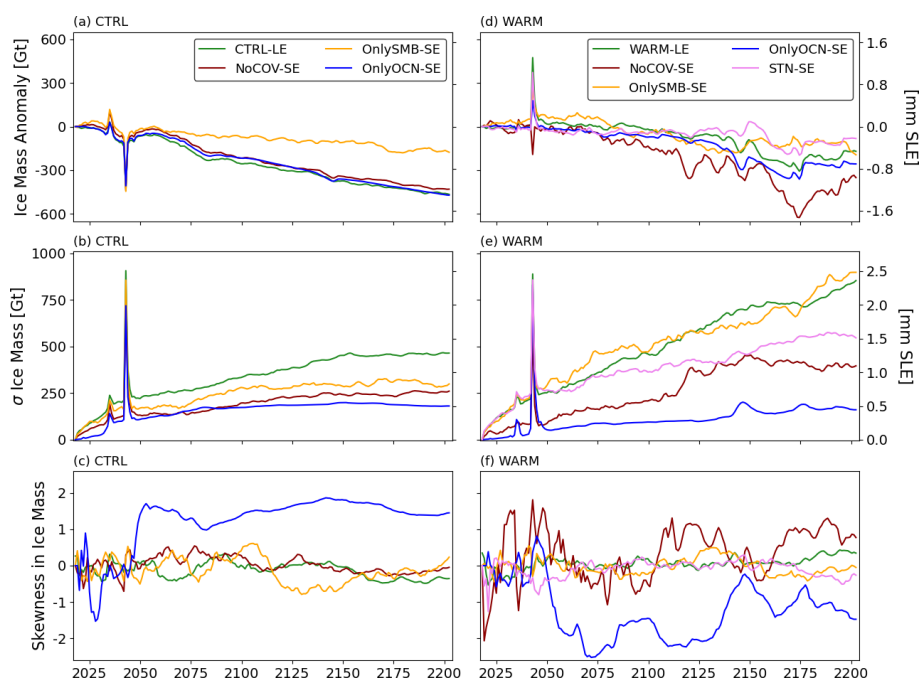 (a) CTRL
(d) WARM
Ice Mass Anomaly [Gt]
600
300
0
-300
-600
CTRL-LE
NoCOV-SE
OnlySMB-SE
OnlyOCN-SE
WARM-LE
NoCOV-SE
OnlySMB-SE
OnlyOCN-SE
STN-SE
1.6
0.8
0.0
-0.8
-1.6
[mm SLE]
(b) CTRL
(e) WARM
σ Ice Mass [Gt]
1000
750
500
250
0
2.5
2.0
1.5
1.0
0.5
0.0
[mm SLE]
(c) CTRL
(f) WARM
Skewness in Ice Mass
2
1
0
-1
-2
2025 2050 2075 2100 2125 2150 2175 2200
2025 2050 2075 2100 2125 2150 2175 2200